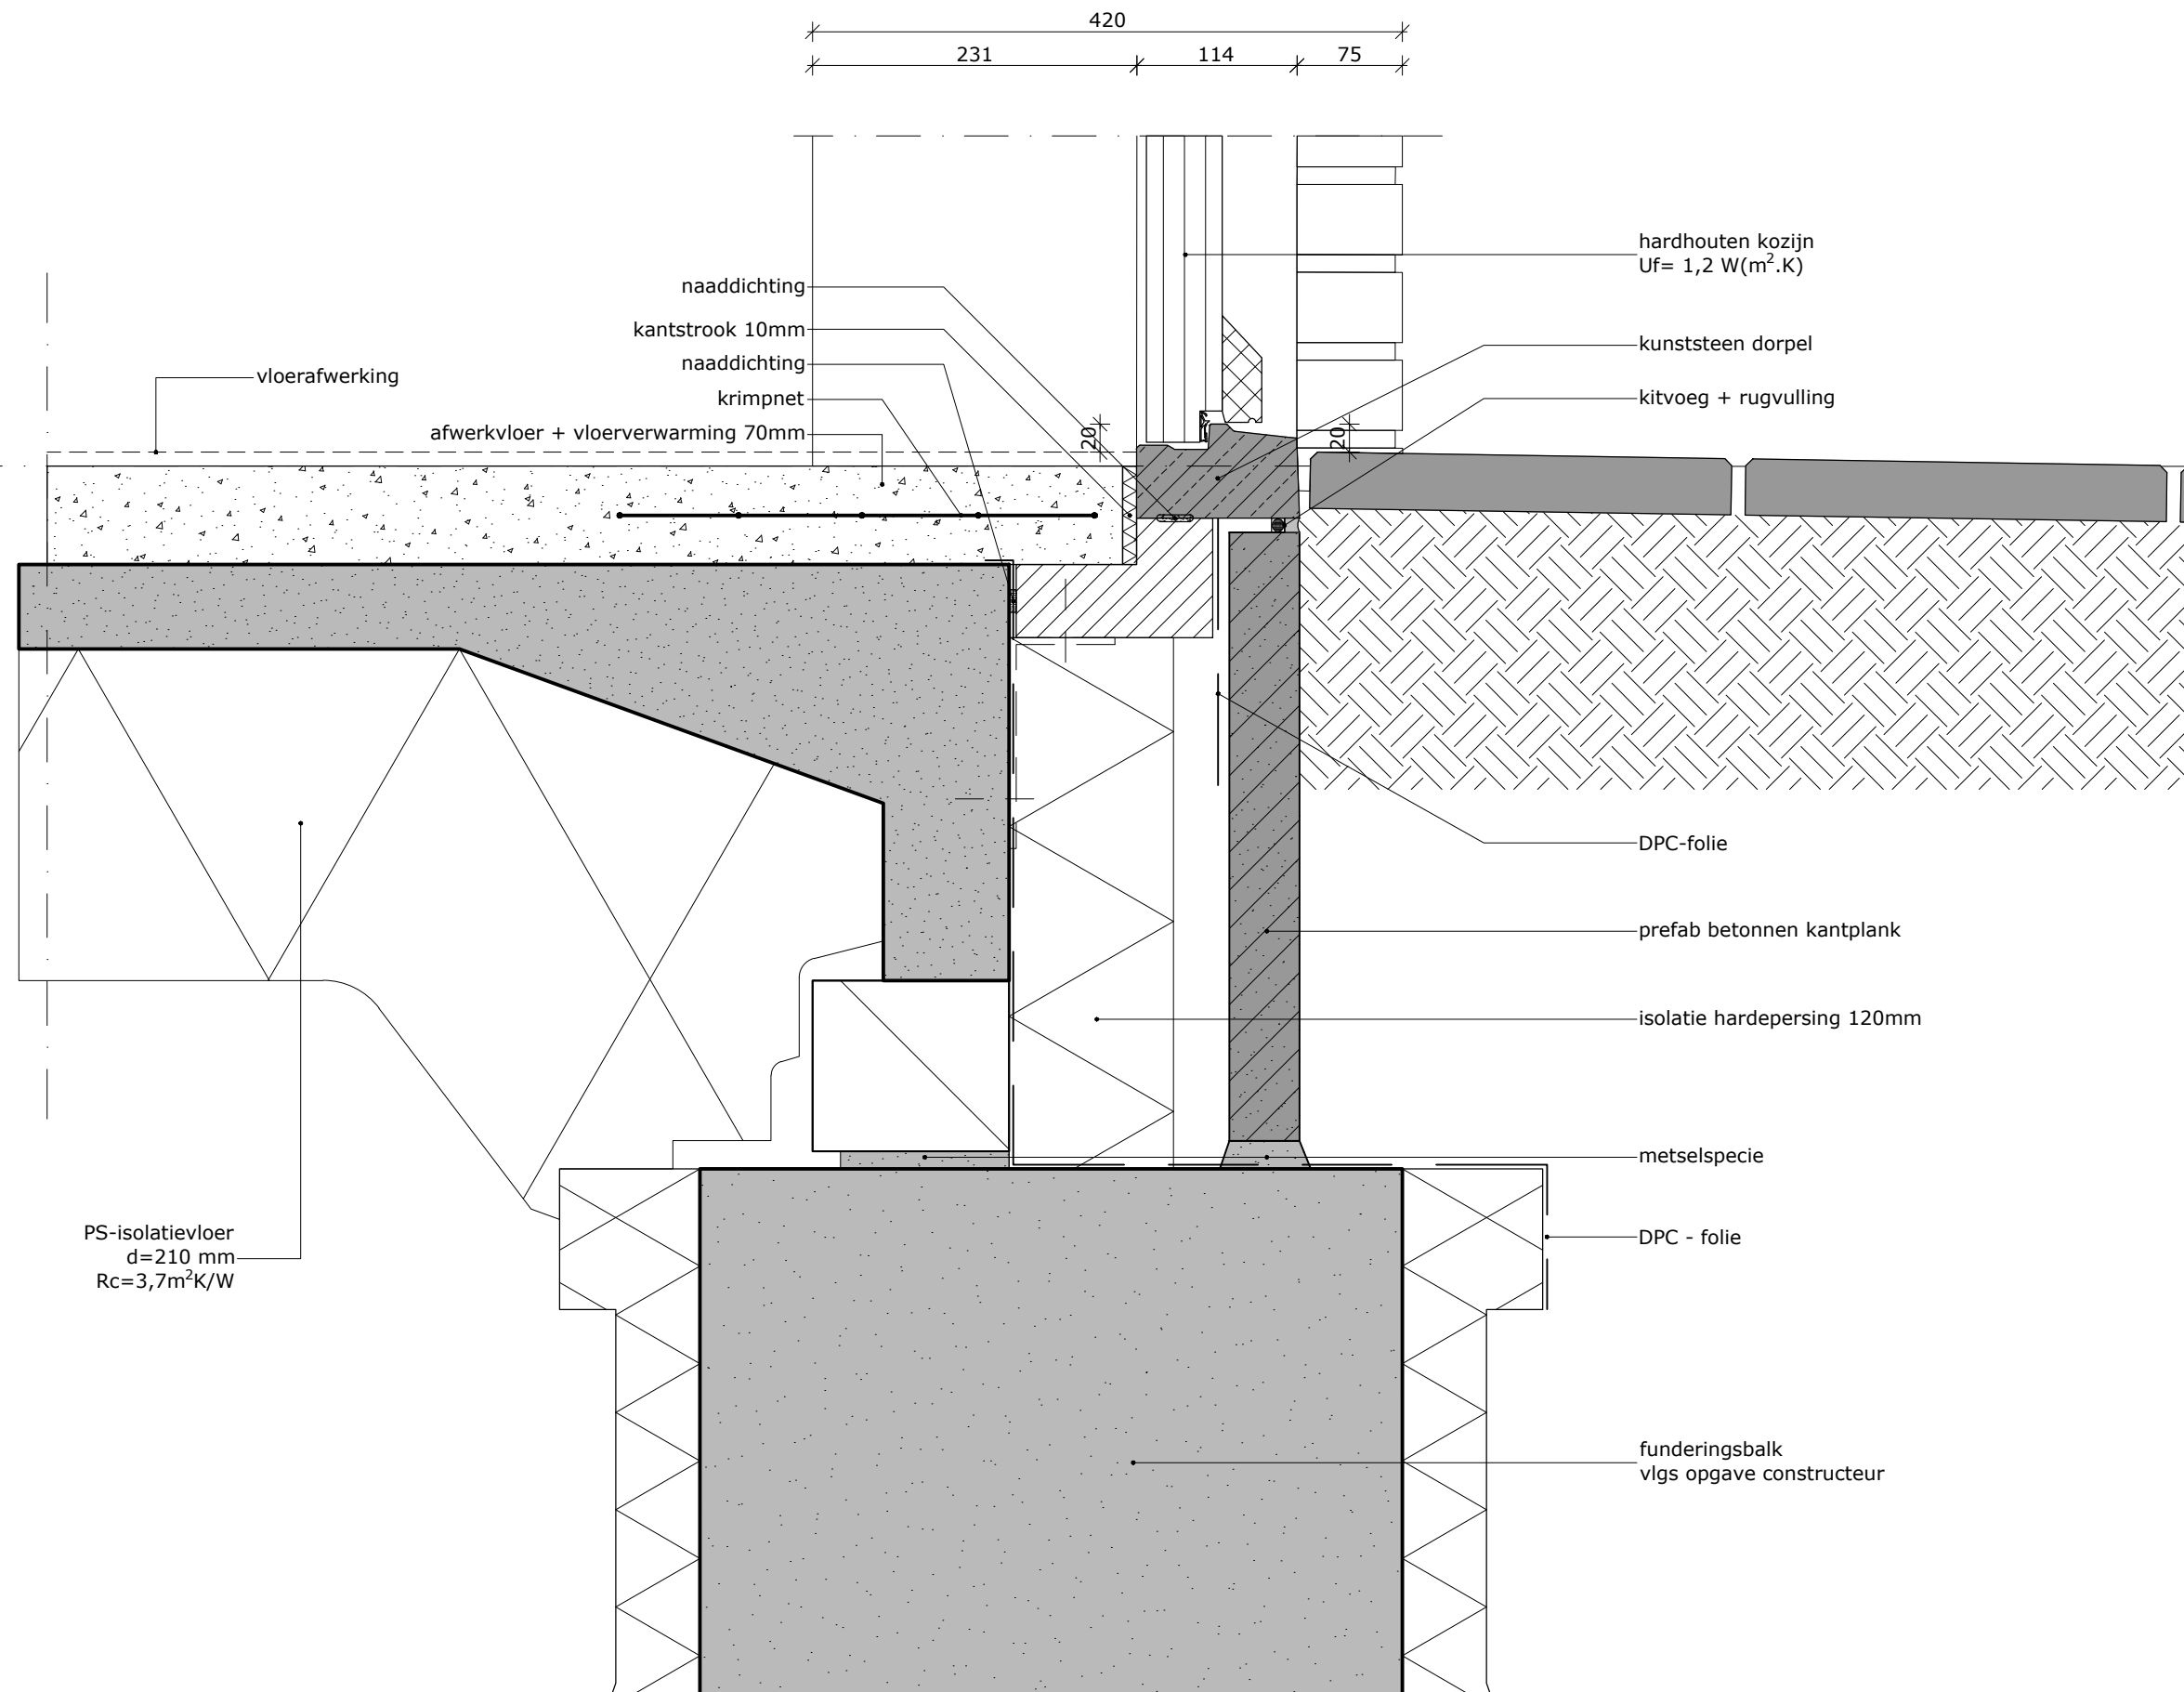 420
231
114
75
hardhouten kozijn
Uf= 1,2 W(m².K)
naaddichting
kantstrook 10mm
kunststeen dorpel
naaddichting
vloerafwerking
krimpnet
kitvoeg + rugvulling
afwerkvloer + vloerverwarming 70mm
20
20
DPC-folie
prefab betonnen kantplank
isolatie hardepersing 120mm
metselspecie
PS-isolatievloer
d=210 mm
Rc=3,7m²K/W
DPC - folie
funderingsbalk
vlgs opgave constructeur